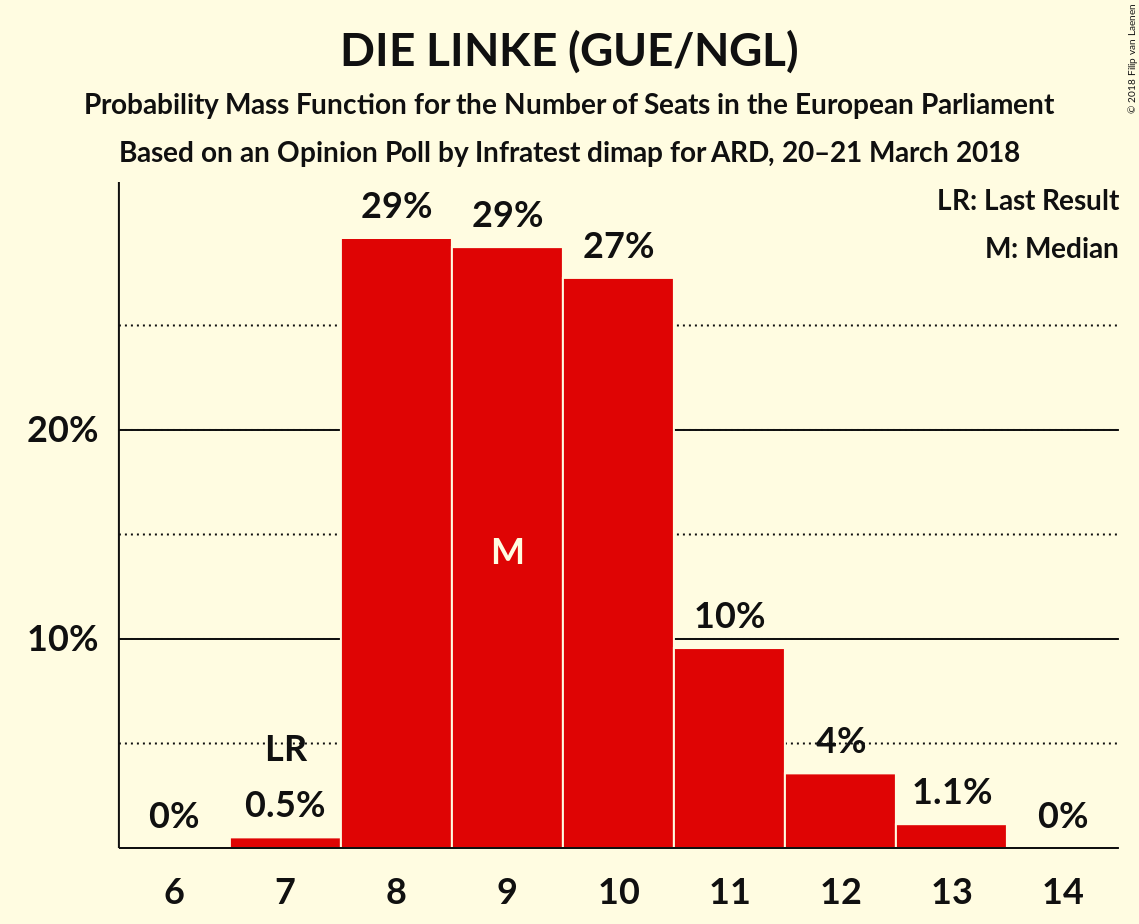 DIE LINKE (GUE/NGL)
Probability Mass Function for the Number of Seats in the European Parliament
Based on an Opinion Poll by Infratest dimap for ARD, 20–21 March 2018
© 2018 Filip van Laenen
LR: Last Result
M: Median
29%
29%
27%
20%
M
10%
10%
LR
4%
0%
0.5%
1.1%
0%
6
7
8
9
10
11
12
13
14